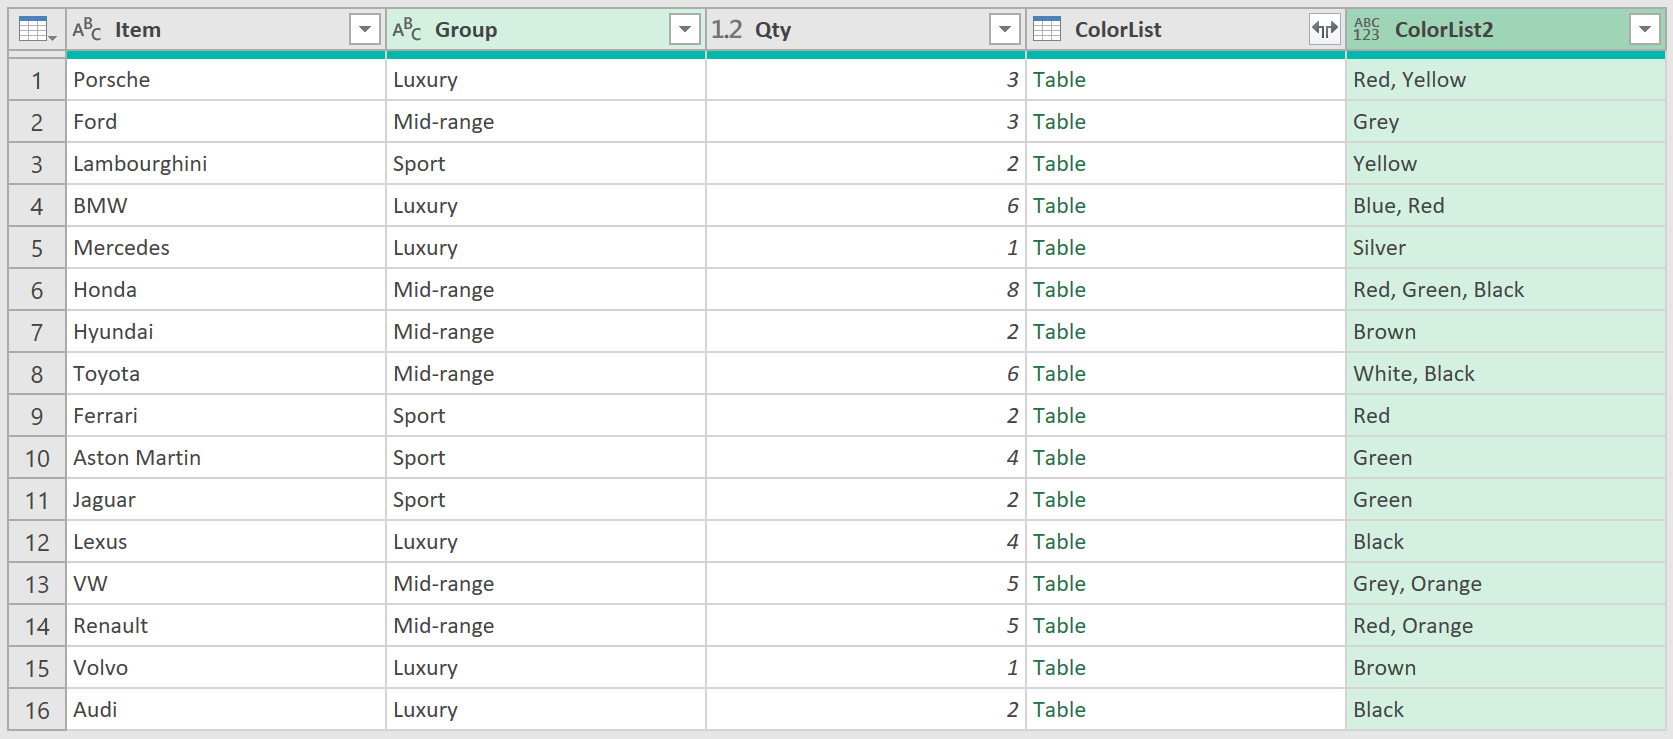 ABC Item ABC Group 1.2 Qty ColorList ABC 123 ColorList2
1 Porsche Luxury 3 Table Red, Yellow
2 Ford Mid-range 3 Table Grey
3 Lambourghini Sport 2 Table Yellow
4 BMW Luxury 6 Table Blue, Red
5 Mercedes Luxury 1 Table Silver
6 Honda Mid-range 8 Table Red, Green, Black
7 Hyundai Mid-range 2 Table Brown
8 Toyota Mid-range 6 Table White, Black
9 Ferrari Sport 2 Table Red
10 Aston Martin Sport 4 Table Green
11 Jaguar Sport 2 Table Green
12 Lexus Luxury 4 Table Black
13 VW Mid-range 5 Table Grey, Orange
14 Renault Mid-range 5 Table Red, Orange
15 Volvo Luxury 1 Table Brown
16 Audi Luxury 2 Table Black